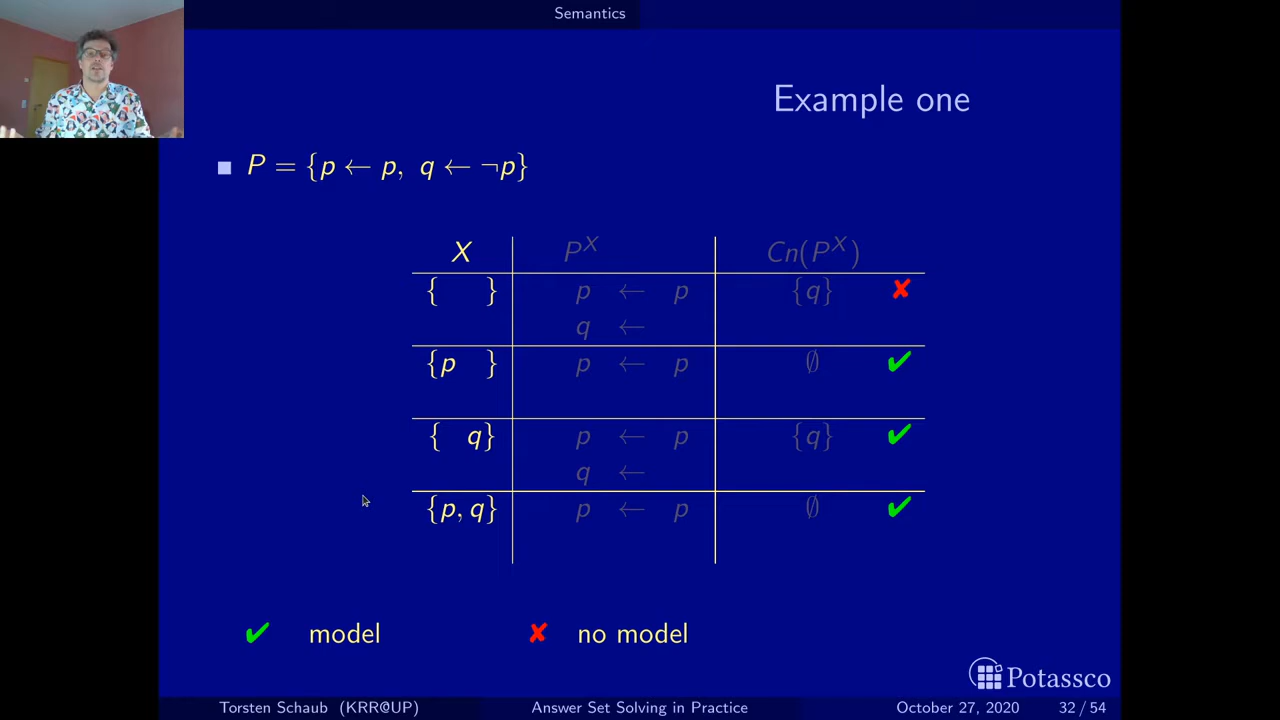 Semantics
Example one
P = {p ← p, q ← ¬p}
X P^X Cn(P^X)
{ } p ← p {q} ✘
q ←
{p } p ← p ∅ ✔
{ q} p ← p {q} ✔
q ←
{p, q} p ← p ∅ ✔
✔ model ✘ no model
Potassco
Torsten Schaub (KRR@UP) Answer Set Solving in Practice October 27, 2020 32 / 54